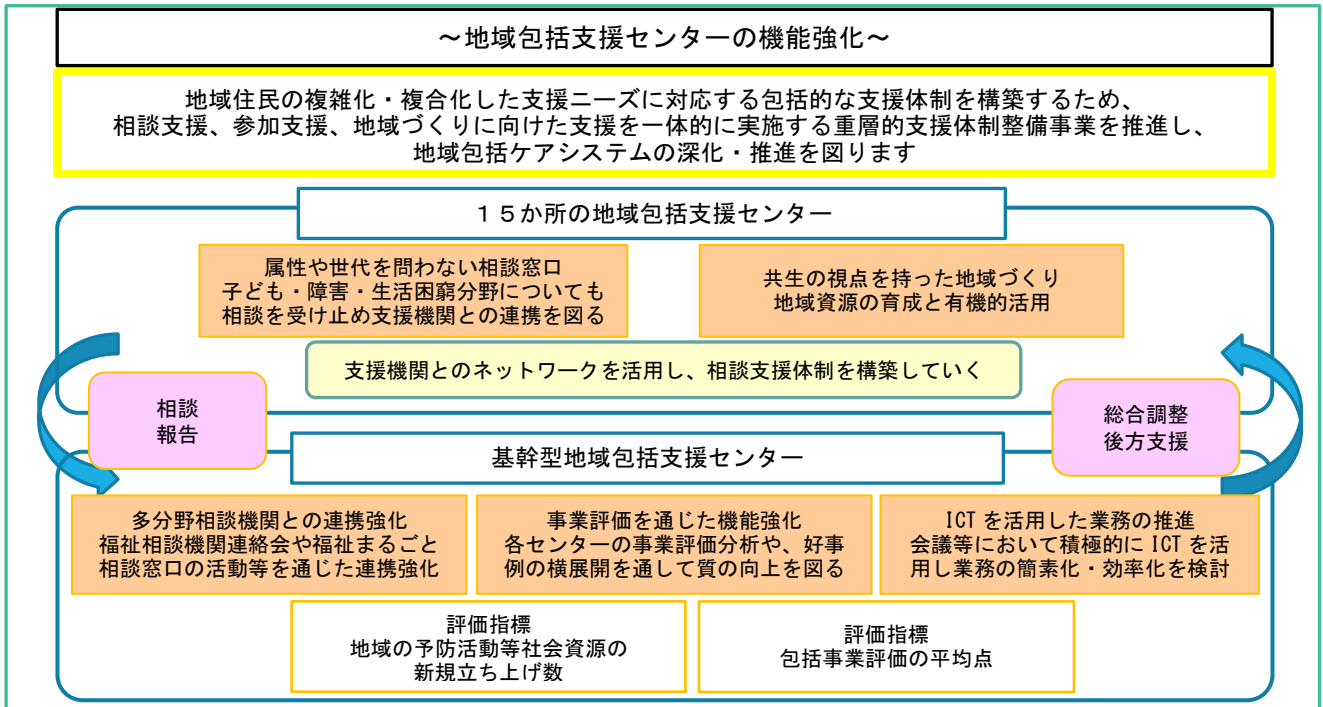 ～地域包括支援センターの機能強化～
地域住民の複雑化・複合化した支援ニーズに対応する包括的な支援体制を構築するため、
相談支援、参加支援、地域づくりに向けた支援を一体的に実施する重層的支援体制整備事業を推進し、
地域包括ケアシステムの深化・推進を図ります
１５か所の地域包括支援センター
属性や世代を問わない相談窓口
子ども・障害・生活困窮分野についても
相談を受け止め支援機関との連携を図る
共生の視点を持った地域づくり
地域資源の育成と有機的活用
支援機関とのネットワークを活用し、相談支援体制を構築していく
相談
報告
総合調整
後方支援
基幹型地域包括支援センター
多分野相談機関との連携強化
福祉相談機関連絡会や福祉まるごと
相談窓口の活動等を通じた連携強化
事業評価を通じた機能強化
各センターの事業評価分析や、好事
例の横展開を通して質の向上を図る
ICTを活用した業務の推進
会議等において積極的にICTを活
用し業務の簡素化・効率化を検討
評価指標
地域の予防活動等社会資源の
新規立ち上げ数
評価指標
包括事業評価の平均点